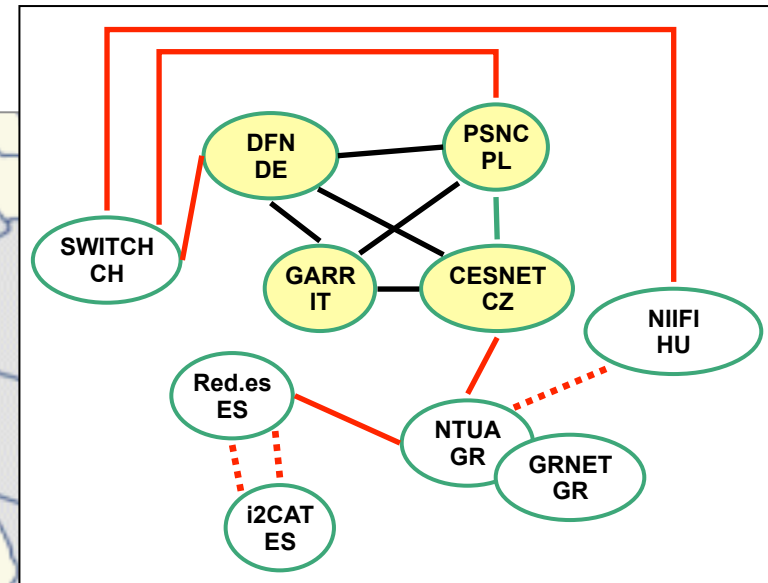 DFN
DE
PSNC
PL
SWITCH
CH
GARR
IT
CESNET
CZ
NIIFI
HU
Red.es
ES
NTUA
GR
GRNET
GR
i2CAT
ES